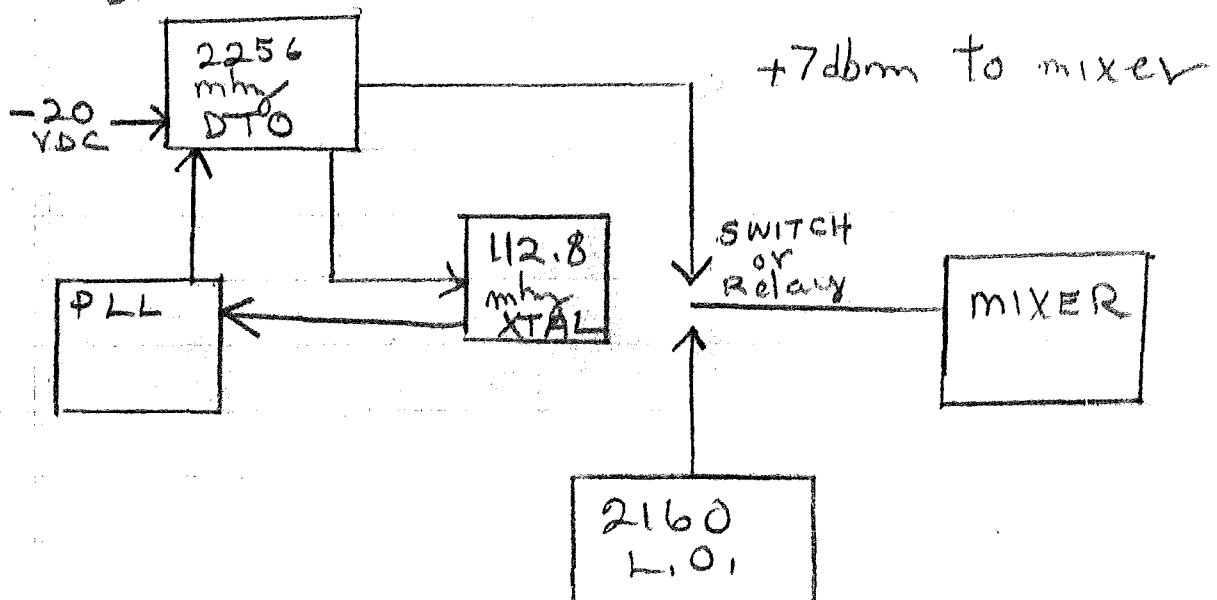 2256
mhz
DTO
+7dbm to mixer
-20
VDC
SWITCH
or
Relay
112.8
mhz
XTAL
PLL
MIXER
2160
L.O.